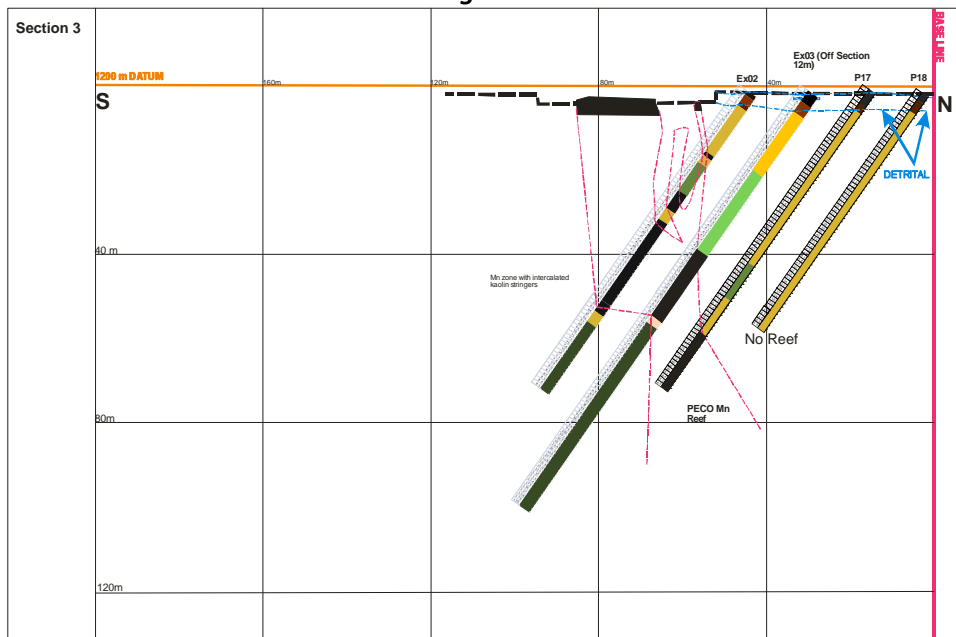 Section 3
BASE LINE
Ex03 (Off Section
12m)
1200 m DATUM
160m
120m
80m
Ex02
40m
P17
P18
S
N
DETRITAL
40 m
Mn zone with intercalated
kaolin stringers
No Reef
PECO Mn
Reef
80m
120m